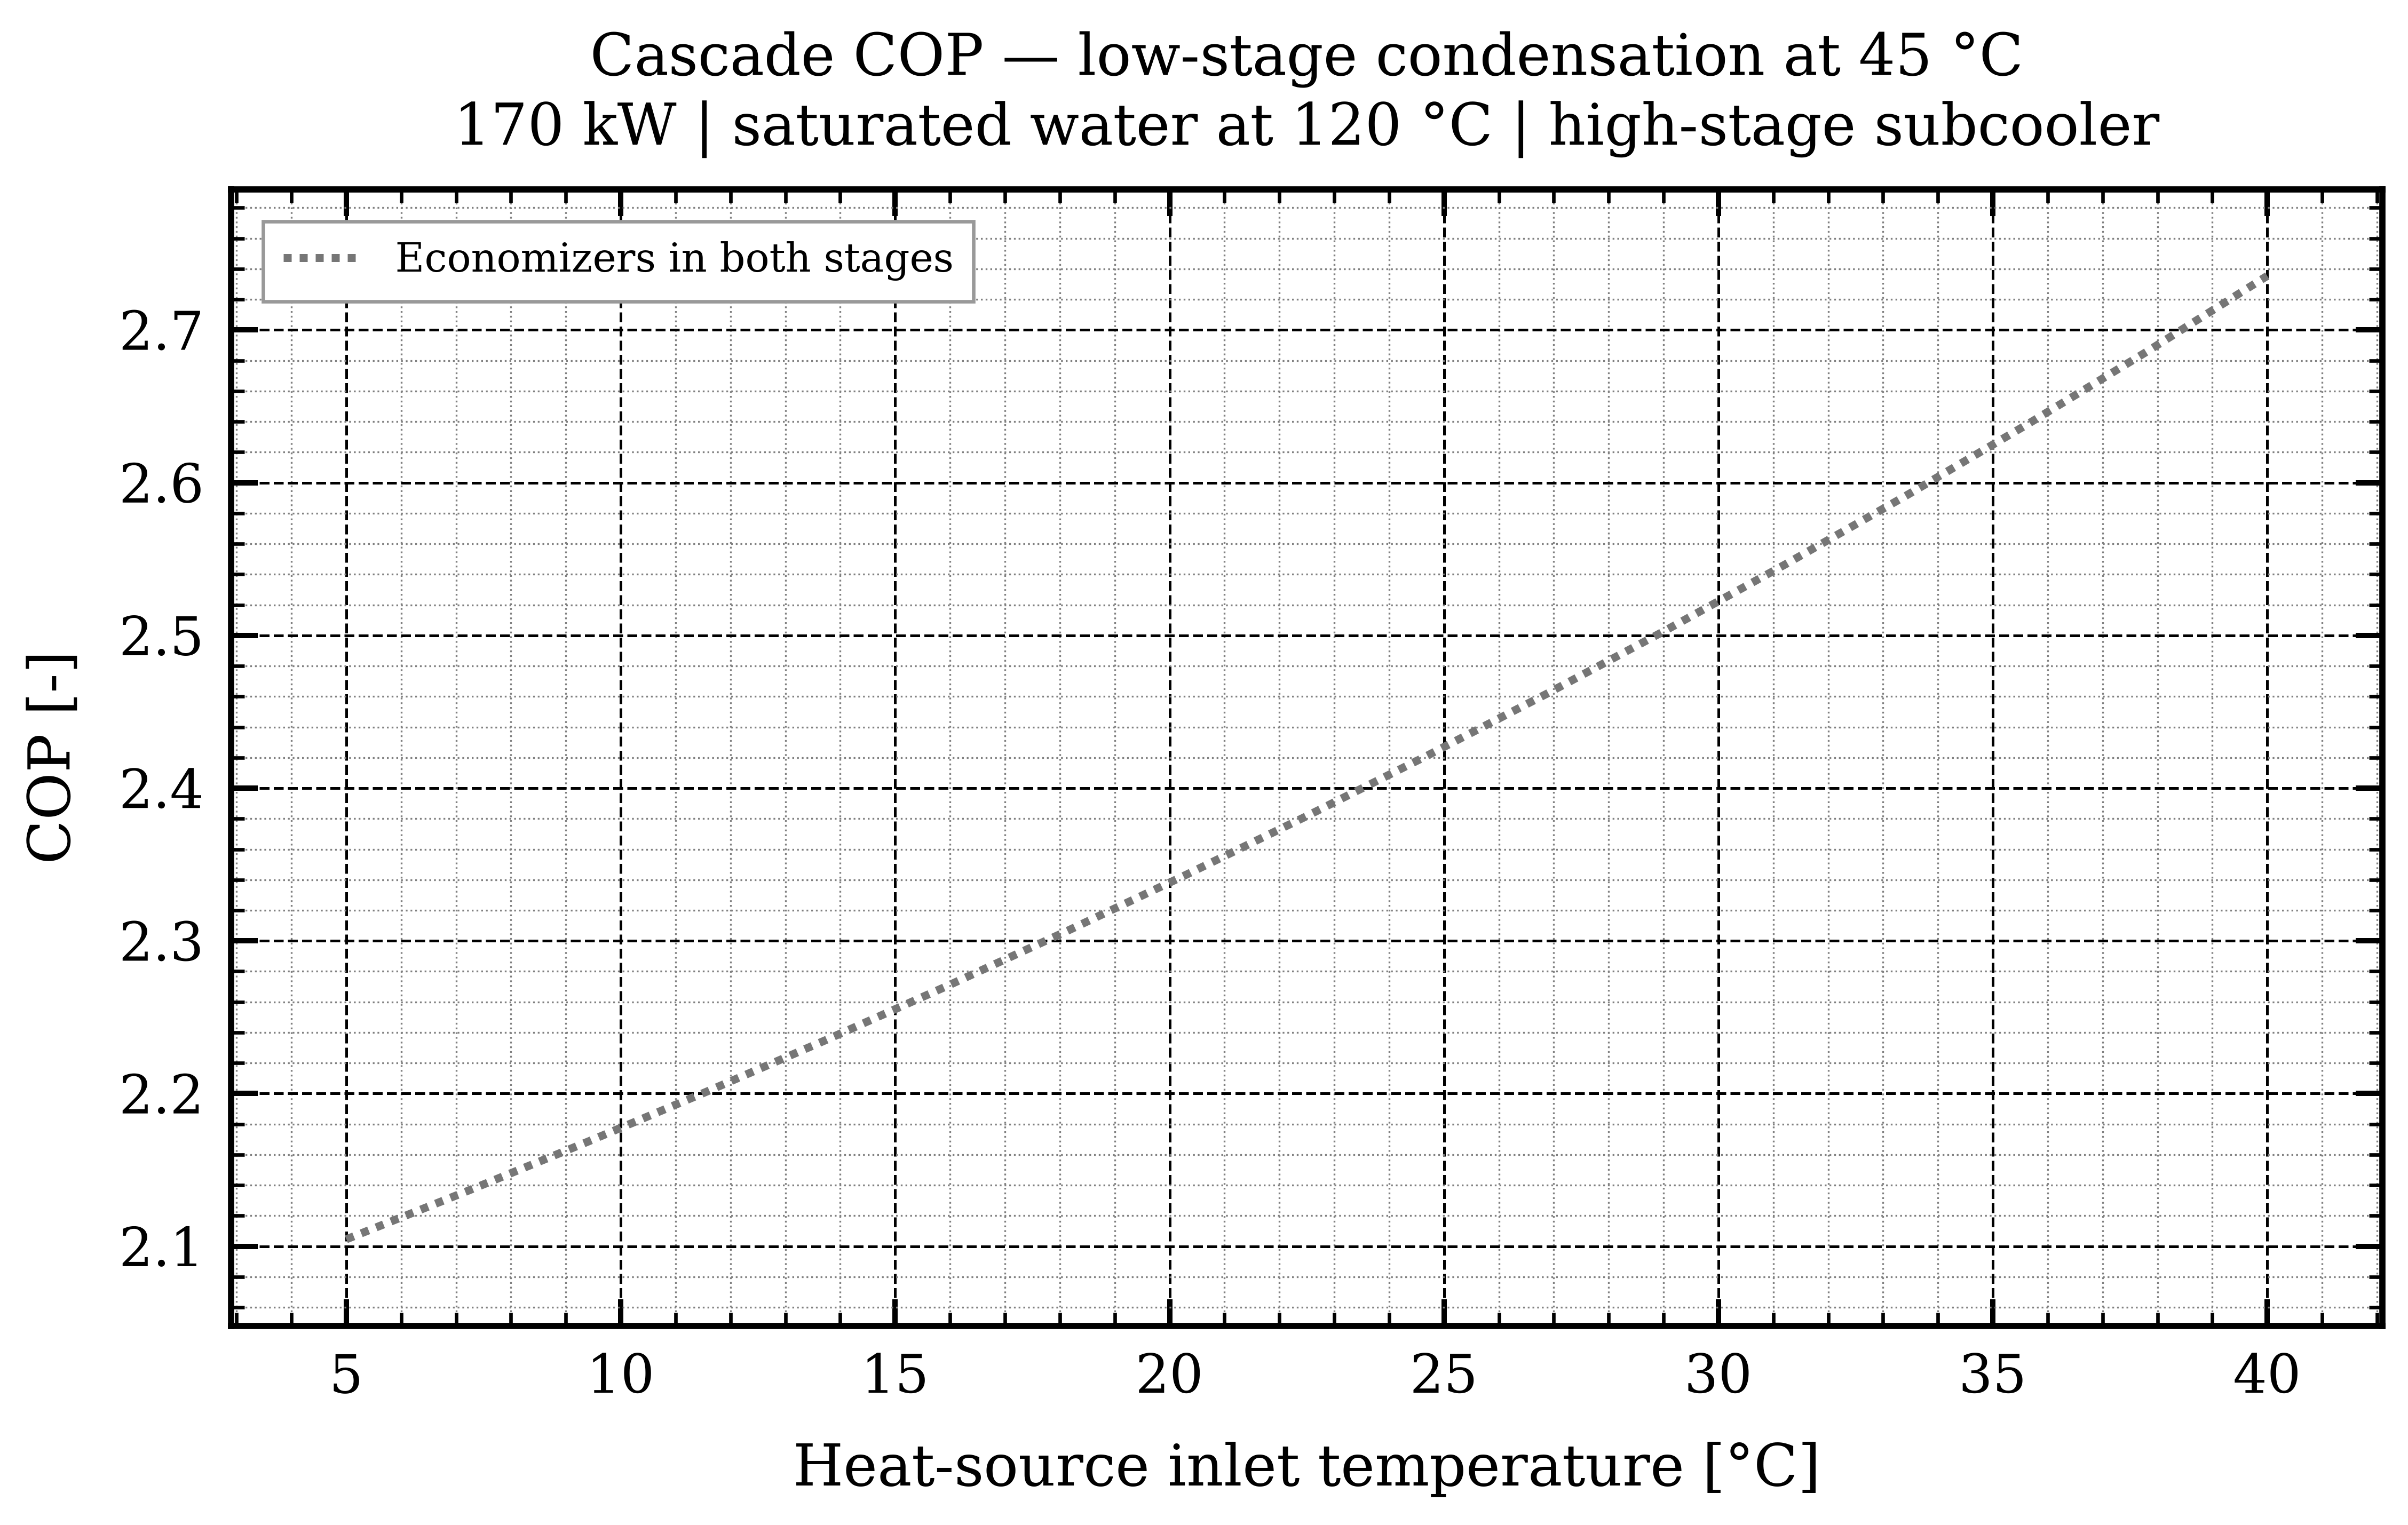 Cascade COP — low-stage condensation at 45 °C
170 kW | saturated water at 120 °C | high-stage subcooler
Economizers in both stages
2.7
2.6
2.5
2.4
2.3
2.2
2.1
COP [-]
5 10 15 20 25 30 35 40
Heat-source inlet temperature [°C]